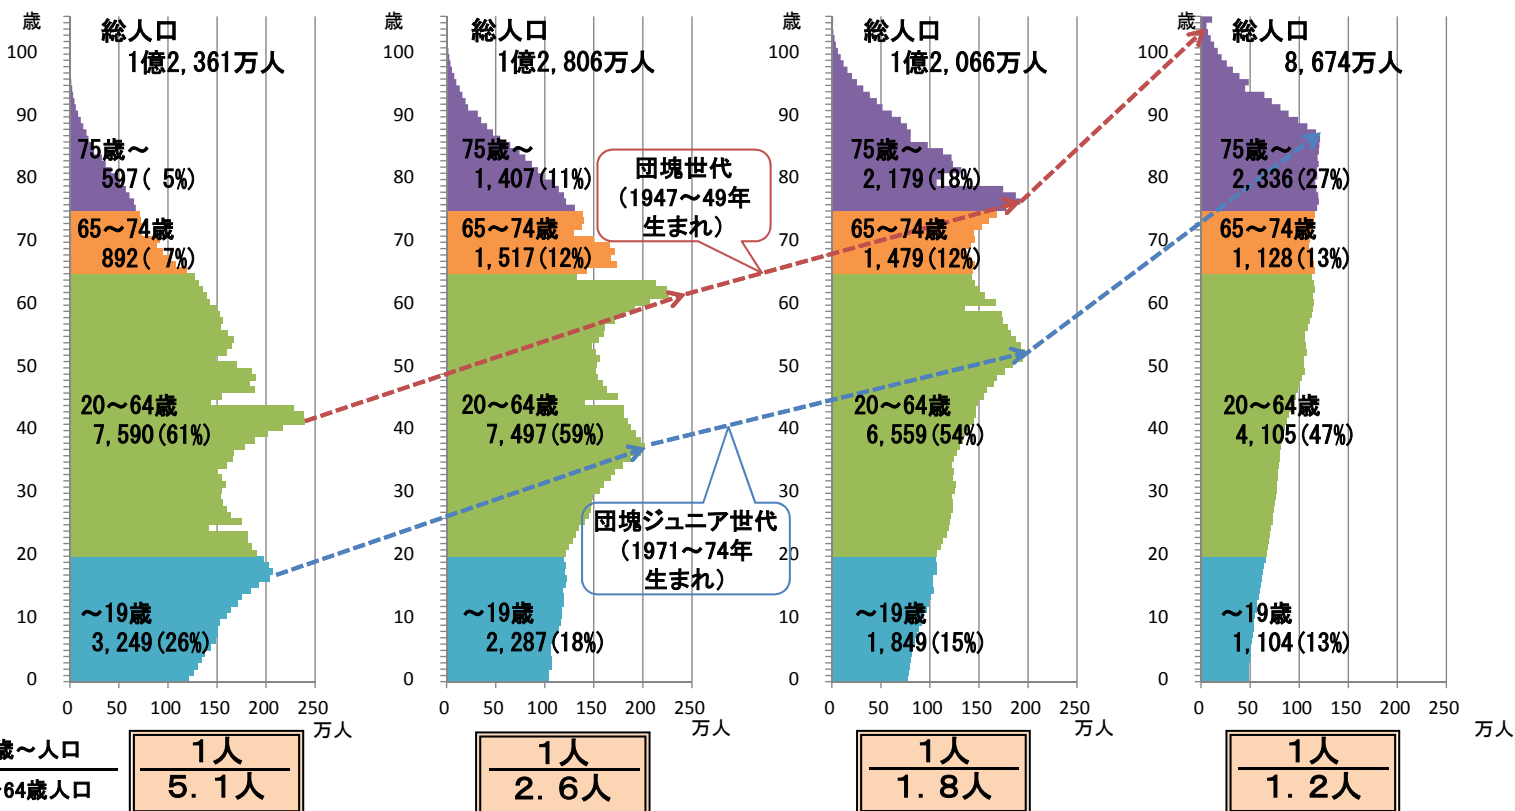 歳
総人口
1億2,361万人
100
90
75歳～
597( 5%)
80
65～74歳
892( 7%)
70
60
50
20～64歳
7,590(61%)
40
30
20
～19歳
3,249(26%)
10
0
0 50 100 150 200 250
万人
歳
総人口
1億2,806万人
100
90
75歳～
1,407(11%)
80
65～74歳
1,517(12%)
70
60
50
20～64歳
7,497(59%)
40
30
20
～19歳
2,287(18%)
10
0
0 50 100 150 200 250
万人
団塊世代
(1947～49年
生まれ)
団塊ジュニア世代
(1971～74年
生まれ)
歳
総人口
1億2,066万人
100
90
75歳～
2,179(18%)
80
65～74歳
1,479(12%)
70
60
50
20～64歳
6,559(54%)
40
30
20
～19歳
1,849(15%)
10
0
0 50 100 150 200 250
万人
歳
総人口
8,674万人
100
90
75歳～
2,336(27%)
80
65～74歳
1,128(13%)
70
60
50
20～64歳
4,105(47%)
40
30
20
～19歳
1,104(13%)
10
0
0 50 100 150 200 250
万人
歳～人口
64歳人口
1人
5.1人
1人
2.6人
1人
1.8人
1人
1.2人